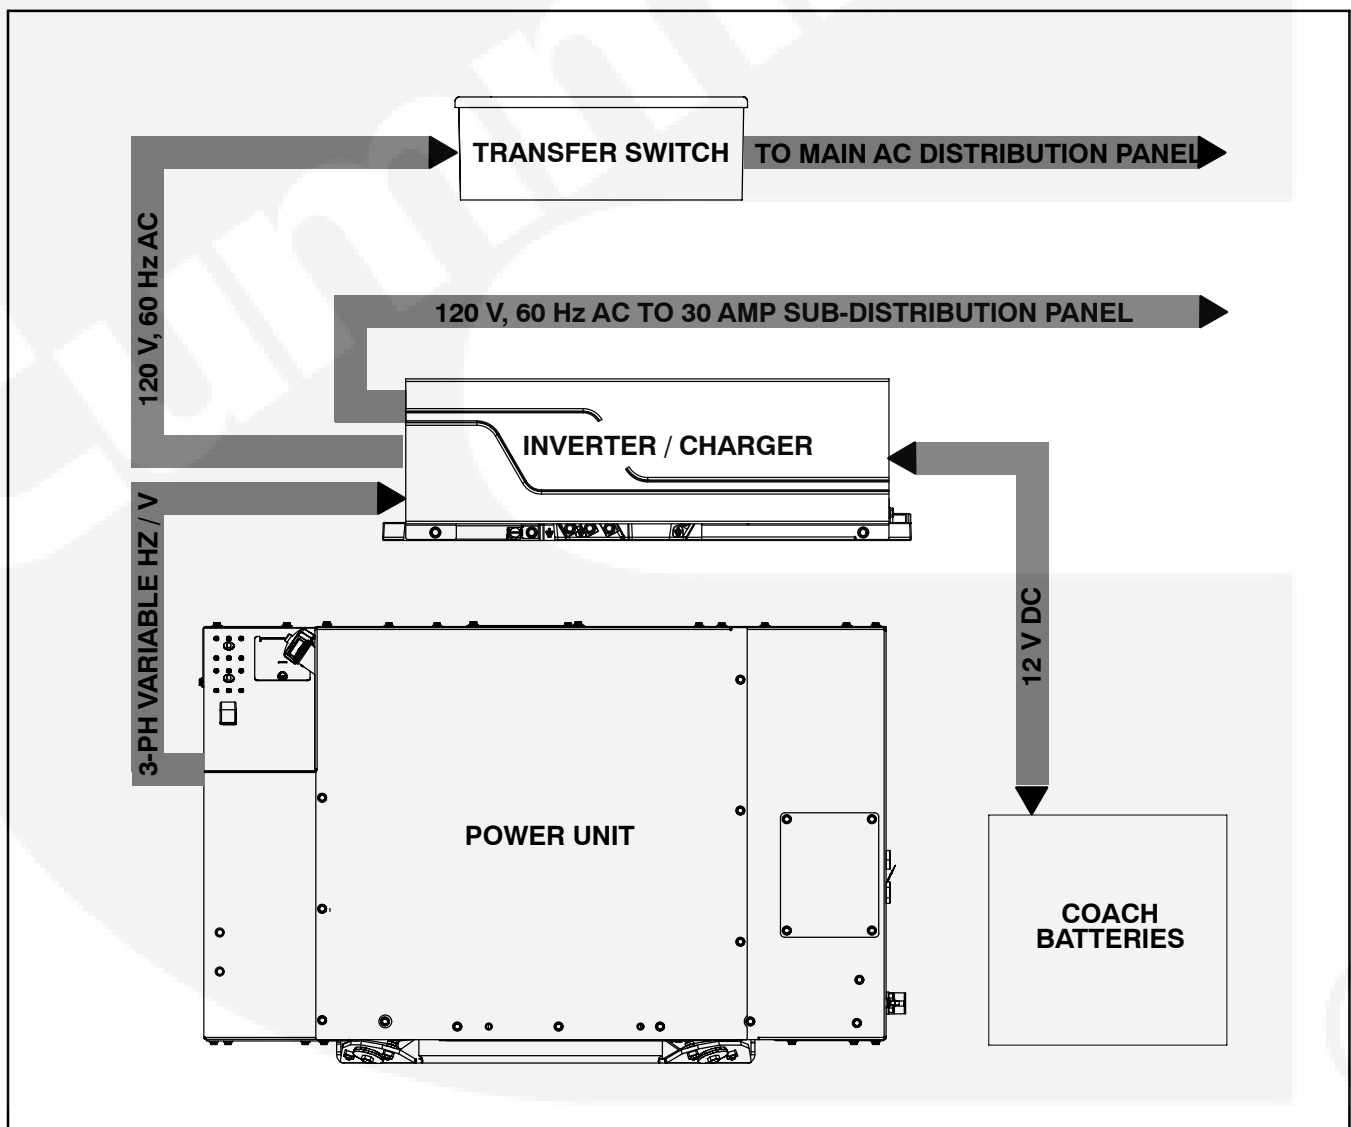 TRANSFER SWITCH
TO MAIN AC DISTRIBUTION PANEL
120 V, 60 Hz AC
120 V, 60 Hz AC TO 30 AMP SUB-DISTRIBUTION PANEL
INVERTER / CHARGER
3-PH VARIABLE HZ / V
12 V DC
POWER UNIT
COACH
BATTERIES